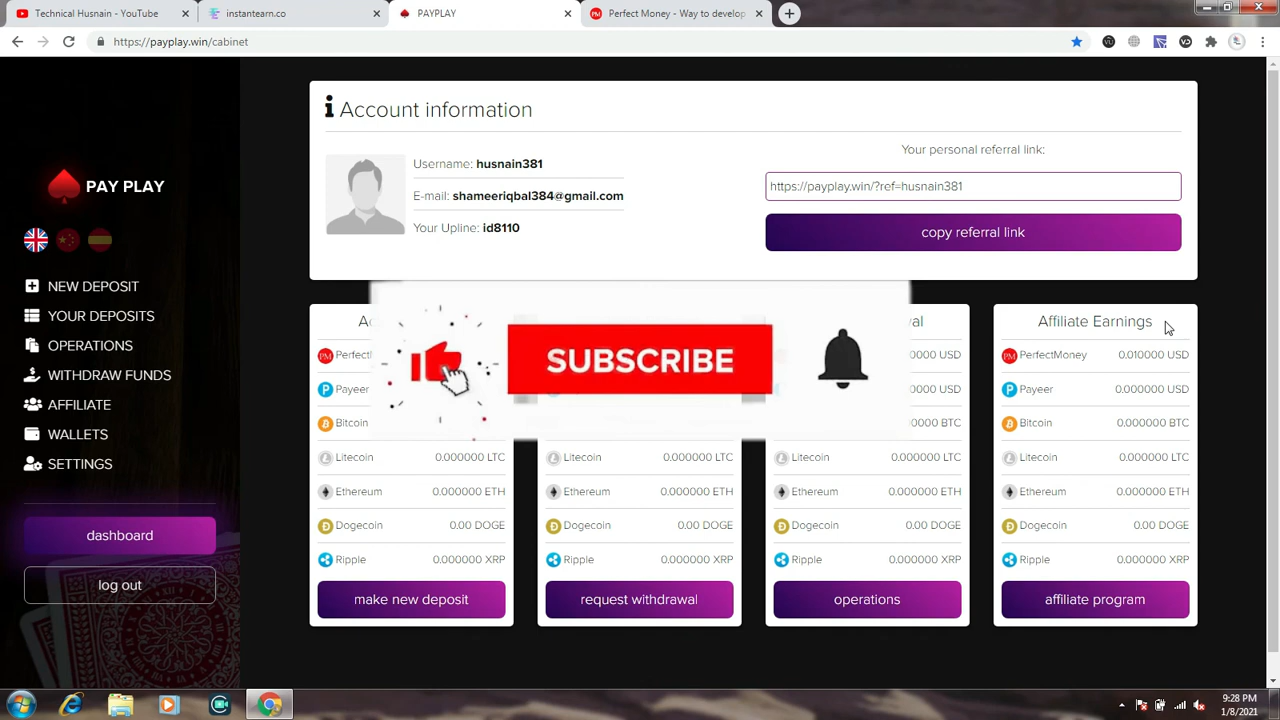 Technical Husnain - YouTube
instantearn.co
PAYPLAY
Perfect Money - Way to develop
https://payplay.win/cabinet
PAY PLAY
NEW DEPOSIT
YOUR DEPOSITS
OPERATIONS
WITHDRAW FUNDS
AFFILIATE
WALLETS
SETTINGS
dashboard
log out
Account information
Username: husnain381
E-mail: shameeriqbal384@gmail.com
Your Upline: id8110
Your personal referral link:
https://payplay.win/?ref=husnain381
copy referral link
SUBSCRIBE
Litecoin 0.000000 LTC
Ethereum 0.000000 ETH
Dogecoin 0.00 DOGE
Ripple 0.000000 XRP
make new deposit
Litecoin 0.000000 LTC
Ethereum 0.000000 ETH
Dogecoin 0.00 DOGE
Ripple 0.000000 XRP
request withdrawal
Litecoin 0.000000 LTC
Ethereum 0.000000 ETH
Dogecoin 0.00 DOGE
Ripple 0.000000 XRP
operations
Affiliate Earnings
PerfectMoney 0.010000 USD
Payeer 0.000000 USD
Bitcoin 0.000000 BTC
Litecoin 0.000000 LTC
Ethereum 0.000000 ETH
Dogecoin 0.00 DOGE
Ripple 0.000000 XRP
affiliate program
9:28 PM
1/8/2021